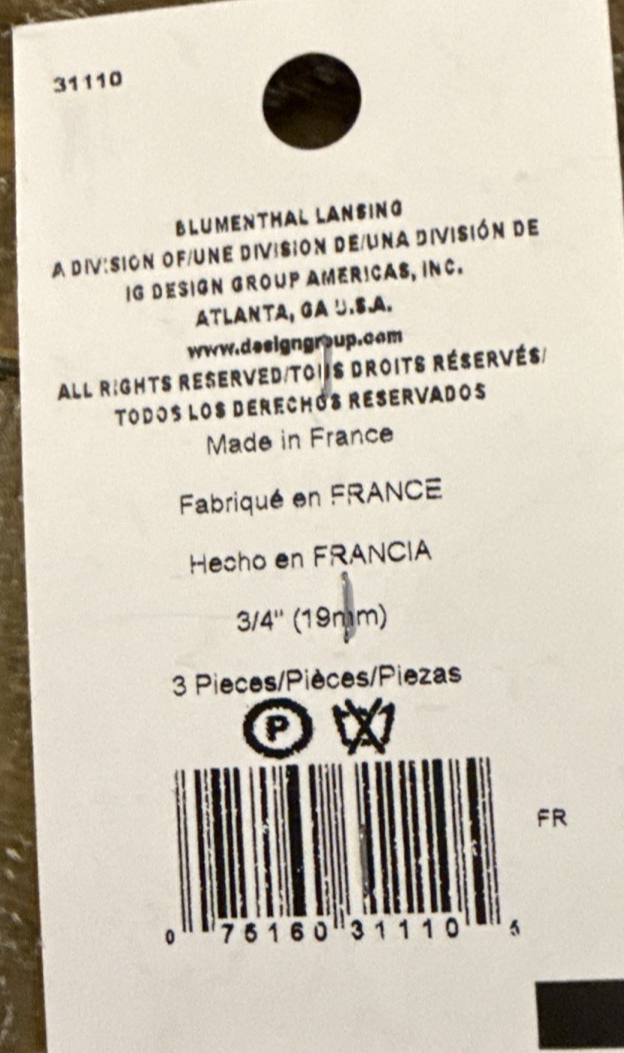 31110
BLUMENTHAL LANSING
A DIVISION OF/UNE DIVISION DE/UNA DIVISIÓN DE
IG DESIGN GROUP AMERICAS, INC.
ATLANTA, GA U.S.A.
www.designgroup.com
ALL RIGHTS RESERVED/TOUS DROITS RÉSERVÉS/
TODOS LOS DERECHOS RESERVADOS
Made in France
Fabriqué en FRANCE
Hecho en FRANCIA
3/4" (19mm)
3 Pieces/Pièces/Piezas
P
FR
0 75160 31110 5